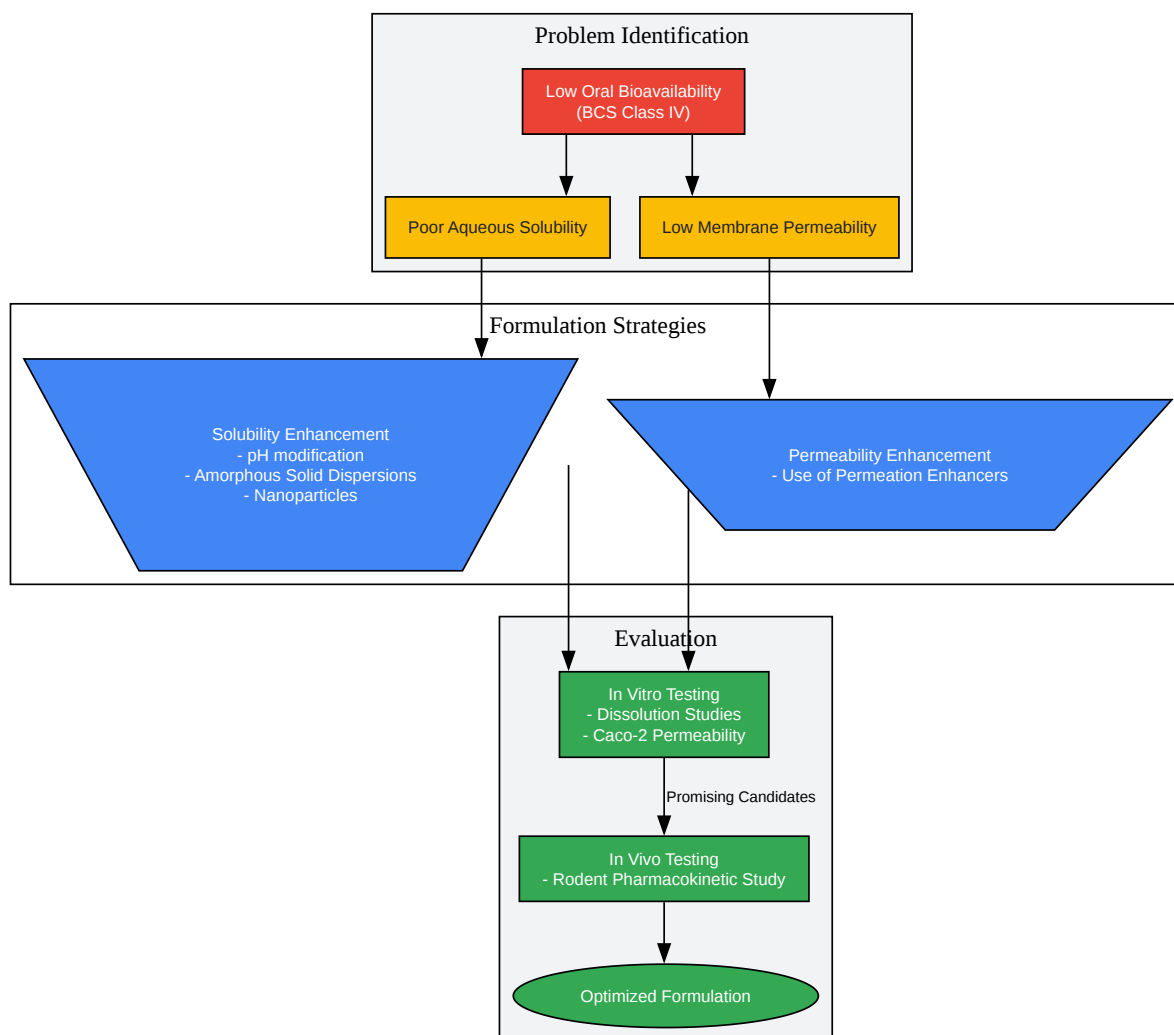 Problem Identification
Low Oral Bioavailability
(BCS Class IV)
Poor Aqueous Solubility
Low Membrane Permeability
Formulation Strategies
Solubility Enhancement
- pH modification
- Amorphous Solid Dispersions
- Nanoparticles
Permeability Enhancement
- Use of Permeation Enhancers
Evaluation
In Vitro Testing
- Dissolution Studies
- Caco-2 Permeability
Promising Candidates
In Vivo Testing
- Rodent Pharmacokinetic Study
Optimized Formulation